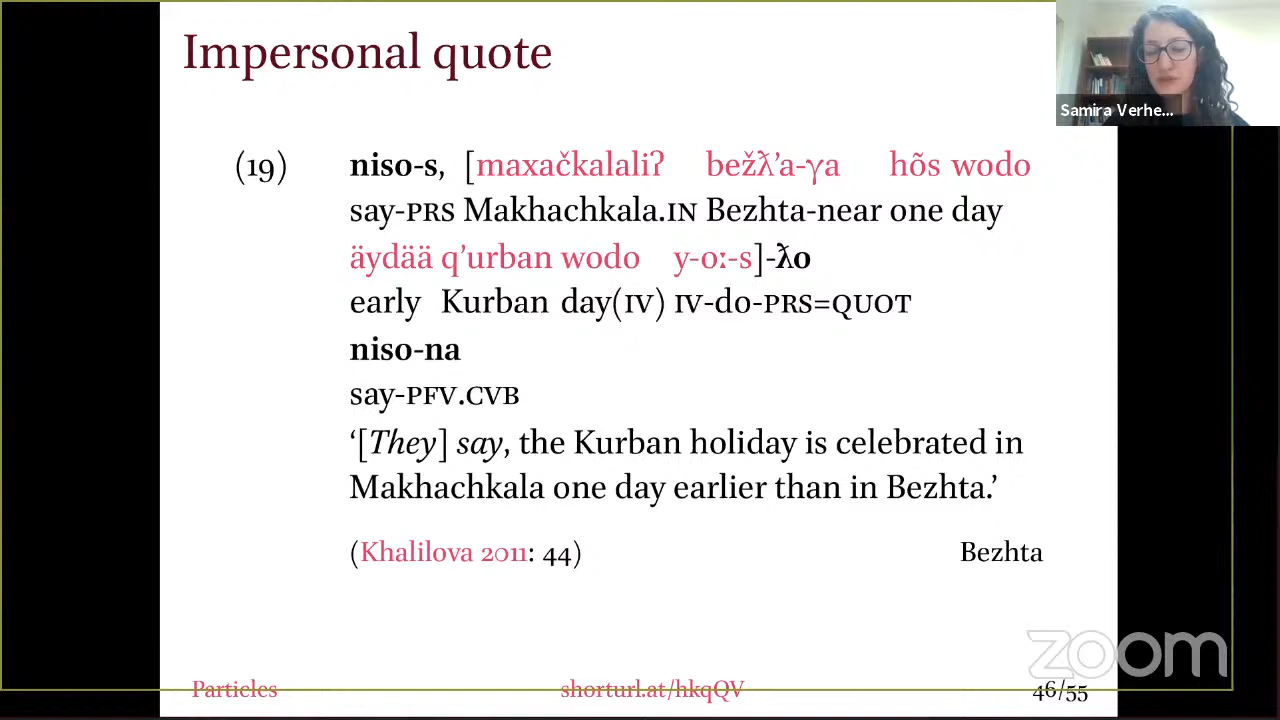 Impersonal quote
Samira Verhe...
(19) niso-s, [maxačkalaliʔ bežƛ’a-γa hõs wodo
say-PRS Makhachkala.IN Bezhta-near one day
äydää q’urban wodo y-oː-s]-ƛo
early Kurban day(IV) IV-do-PRS=QUOT
niso-na
say-PFV.CVB
‘[They] say, the Kurban holiday is celebrated in
Makhachkala one day earlier than in Bezhta.’
(Khalilova 2011: 44) Bezhta
zoom
Particles shorturl.at/hkqQV 46/55